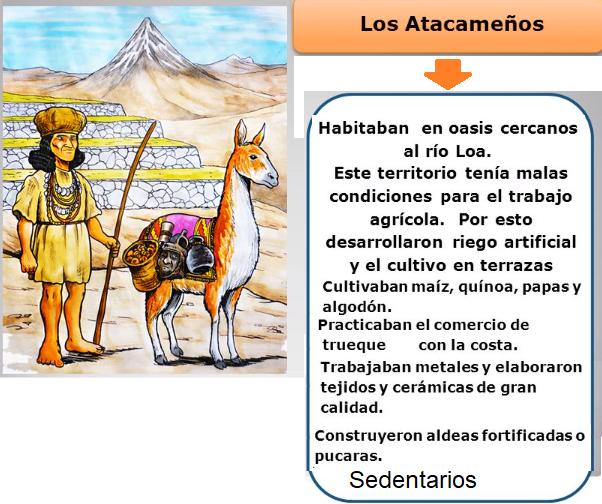 Los Atacameños
Habitaban en oasis cercanos
al río Loa.
Este territorio tenía malas
condiciones para el trabajo
agrícola. Por esto
desarrollaron riego artificial
y el cultivo en terrazas
Cultivaban maíz, quínoa, papas y
algodón.
Practicaban el comercio de
trueque con la costa.
Trabajaban metales y elaboraron
tejidos y cerámicas de gran
calidad.
Construyeron aldeas fortificadas o
pucaras.
Sedentarios